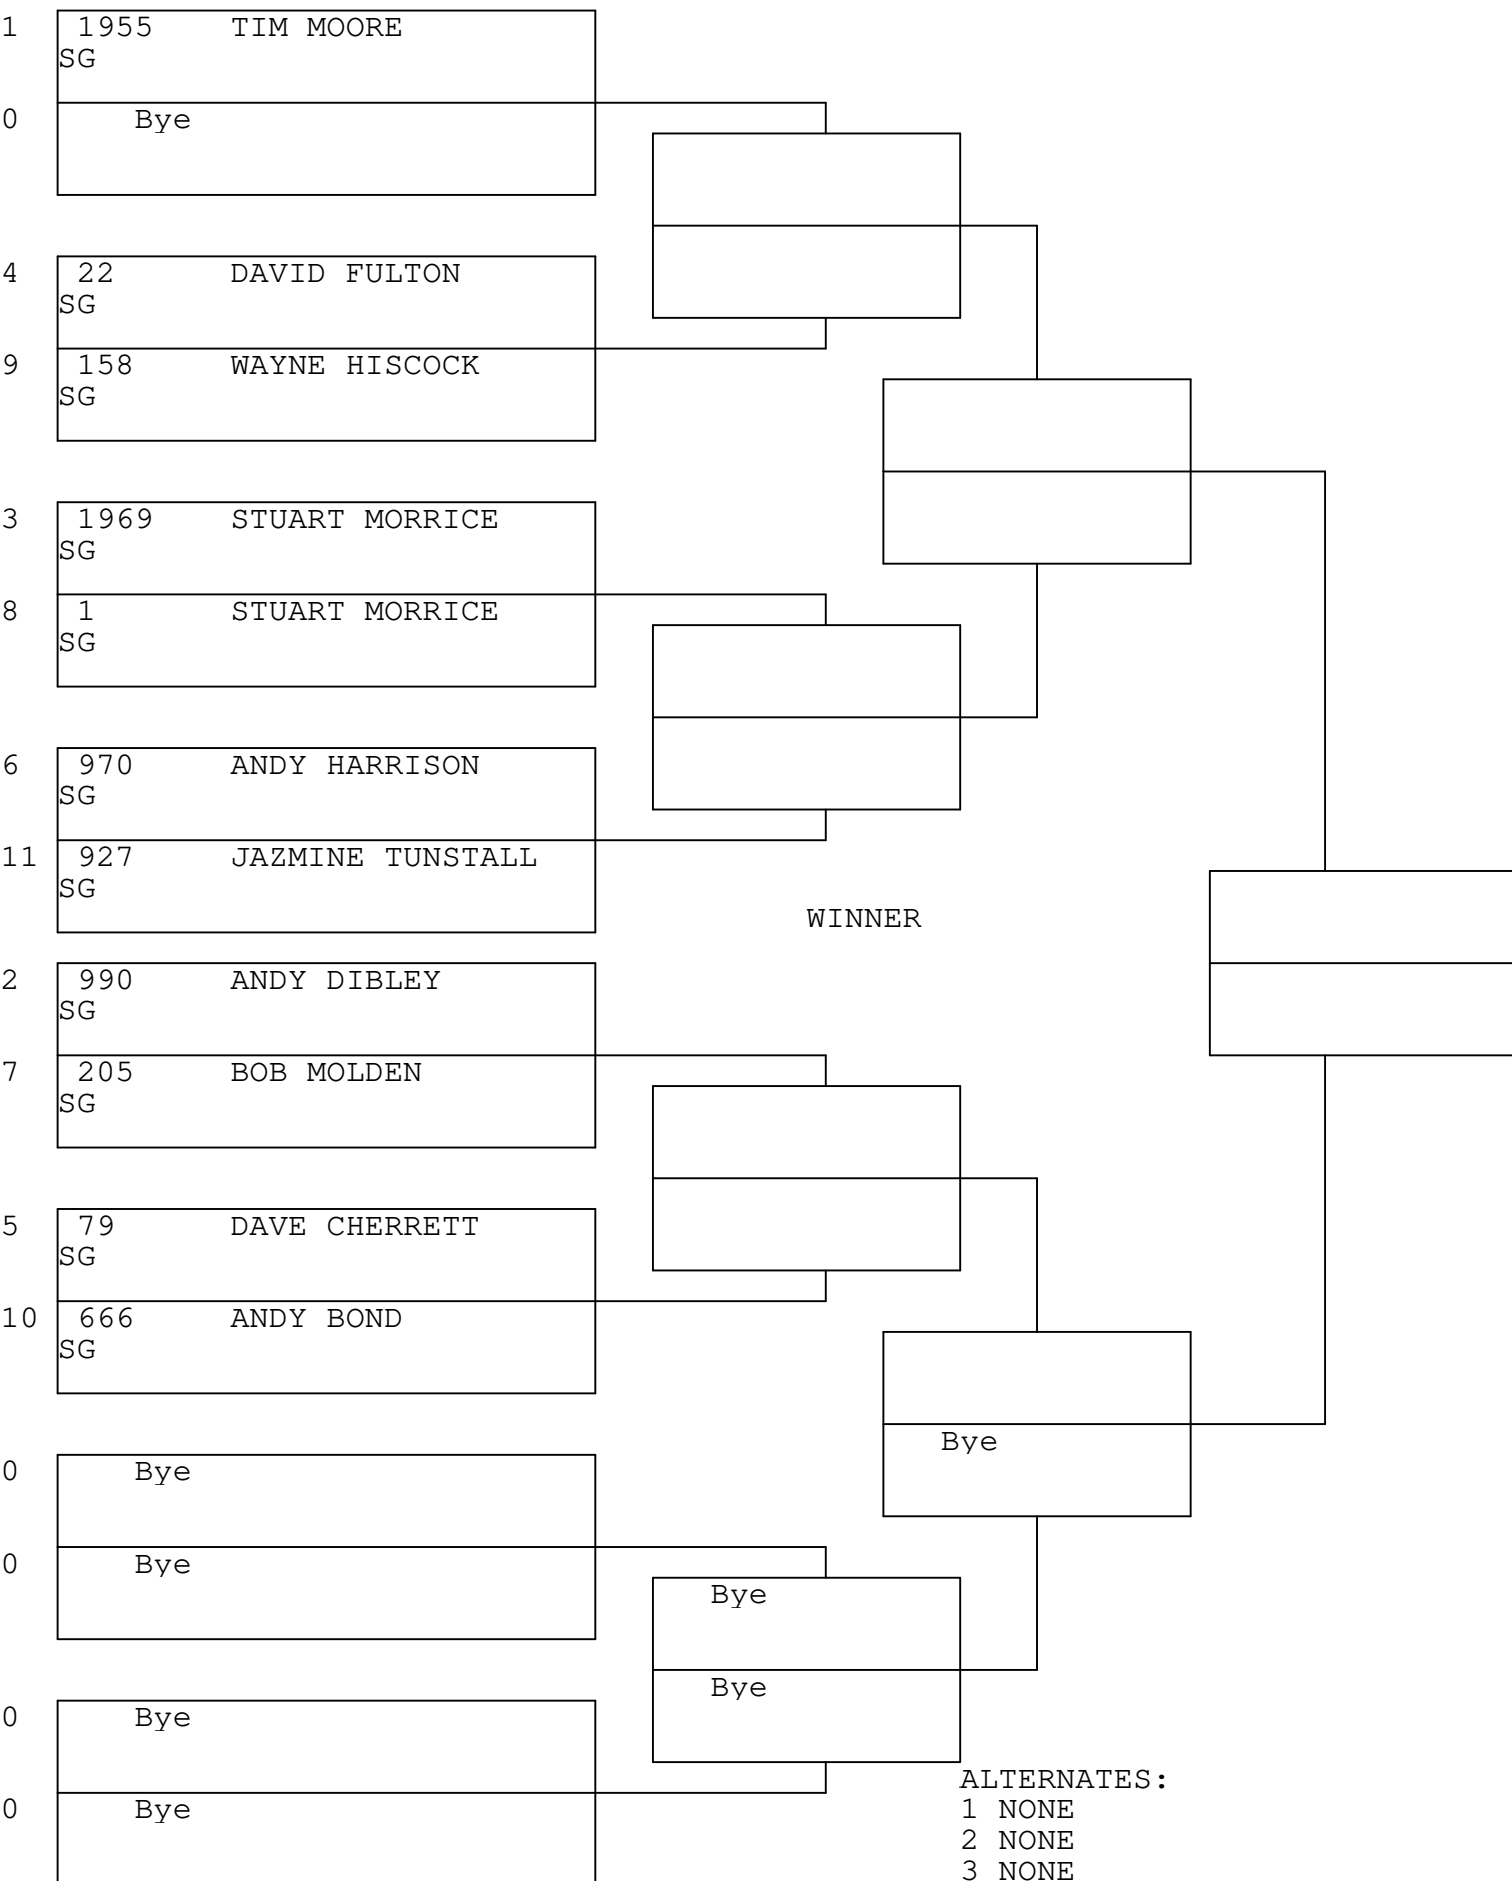 1 1955 TIM MOORE
SG
0 Bye
4 22 DAVID FULTON
SG
9 158 WAYNE HISCOCK
SG
3 1969 STUART MORRICE
SG
8 1 STUART MORRICE
SG
6 970 ANDY HARRISON
SG
11 927 JAZMINE TUNSTALL
SG
WINNER
2 990 ANDY DIBLEY
SG
7 205 BOB MOLDEN
SG
5 79 DAVE CHERRETT
SG
10 666 ANDY BOND
SG
Bye
0 Bye
0 Bye
Bye
Bye
0 Bye
ALTERNATES:
0 Bye
1 NONE
2 NONE
3 NONE